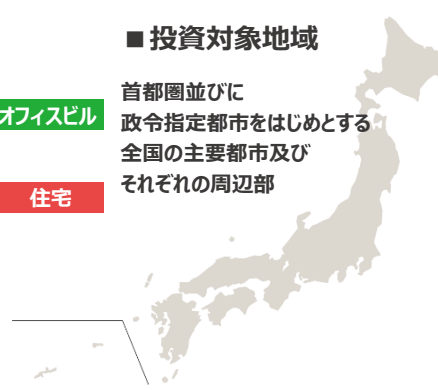 ■投資対象地域
首都圏並びに
オフィスビル
政令指定都市をはじめとする
全国の主要都市及び
それぞれの周辺部
住宅